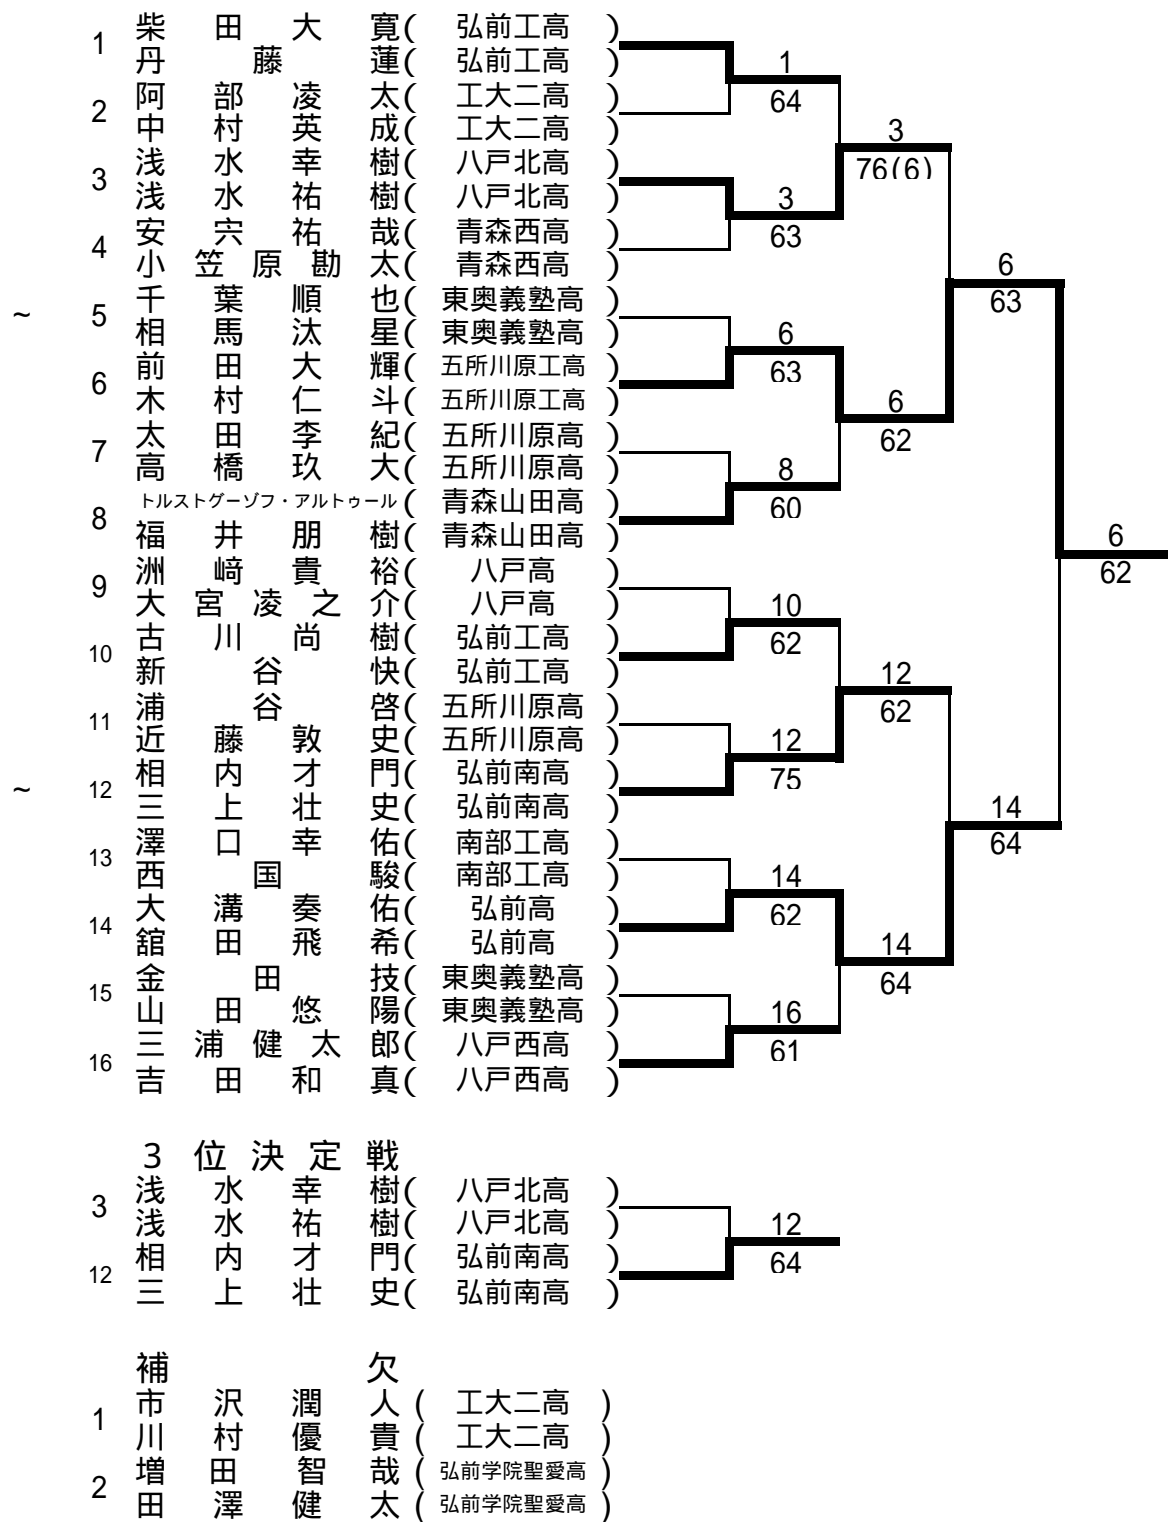 1 柴田大寛( 弘前工高 )
丹藤蓮( 弘前工高 )
1
64
2 阿部凌太( 工大二高 )
中村英成( 工大二高 )
3
76(6)
3 浅水幸樹( 八戸北高 )
浅水祐樹( 八戸北高 )
3
63
4 安宍祐哉( 青森西高 )
小笠原勘太( 青森西高 )
6
63
~ 5 千葉順也( 東奥義塾高 )
相馬汰星( 東奥義塾高 )
6
63
6 前田大輝( 五所川原工高 )
木村仁斗( 五所川原工高 )
6
62
7 太田李紀( 五所川原高 )
高橋玖大( 五所川原高 )
8
60
8 トルストグーゾフ・アルトゥール( 青森山田高 )
福井朋樹( 青森山田高 )
6
62
9 洲﨑貴裕( 八戸高 )
大宮凌之介( 八戸高 )
10
62
10 古川尚樹( 弘前工高 )
新谷快( 弘前工高 )
12
62
11 浦谷啓( 五所川原高 )
近藤敦史( 五所川原高 )
12
75
~ 12 相内才門( 弘前南高 )
三上壮史( 弘前南高 )
14
64
13 澤口幸佑( 南部工高 )
西国駿( 南部工高 )
14
62
14 大溝奏佑( 弘前高 )
舘田飛希( 弘前高 )
14
64
15 金田技( 東奥義塾高 )
山田悠陽( 東奥義塾高 )
16
61
16 三浦健太郎( 八戸西高 )
吉田和真( 八戸西高 )
3位決定戦
3 浅水幸樹( 八戸北高 )
浅水祐樹( 八戸北高 )
12
64
12 相内才門( 弘前南高 )
三上壮史( 弘前南高 )
補欠
1 市沢潤人( 工大二高 )
川村優貴( 工大二高 )
2 増田智哉( 弘前学院聖愛高 )
田澤健太( 弘前学院聖愛高 )